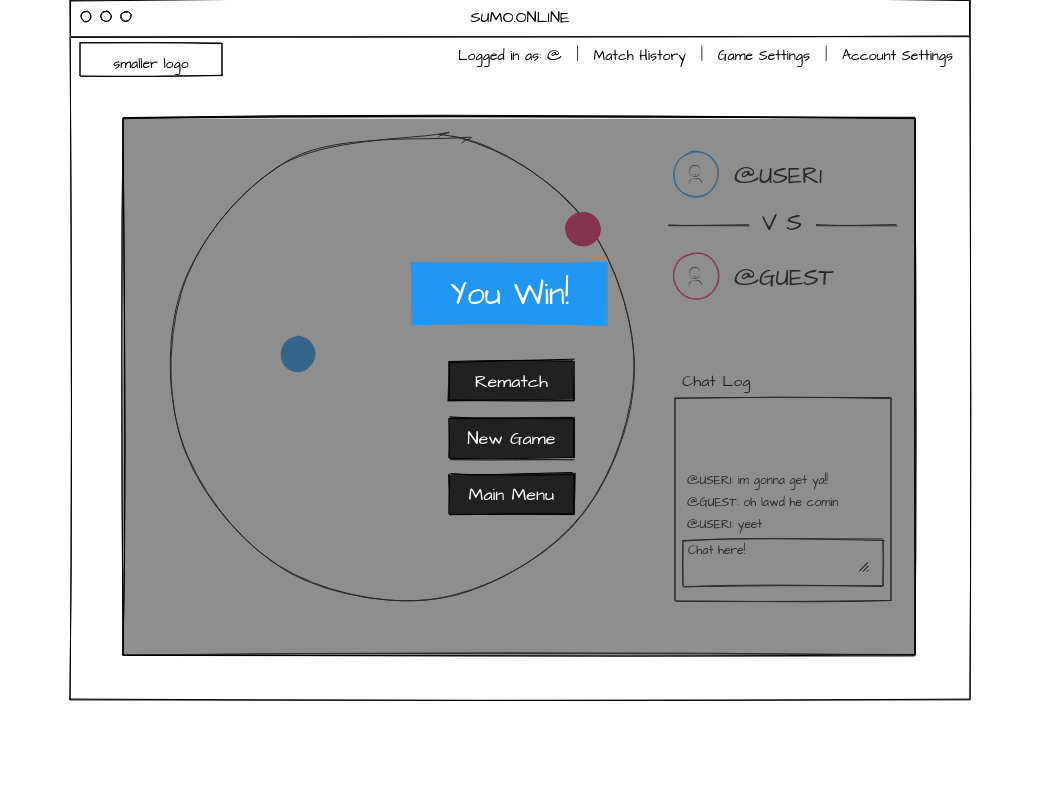 SUMO.ONLINE
smaller logo
Logged in as: @ | Match History | Game Settings | Account Settings
@USER1
V S
@GUEST
You Win!
Rematch
New Game
Main Menu
Chat Log
@USER1: im gonna get ya!!
@GUEST: oh lawd he comin
@USER1: yeet
Chat here!